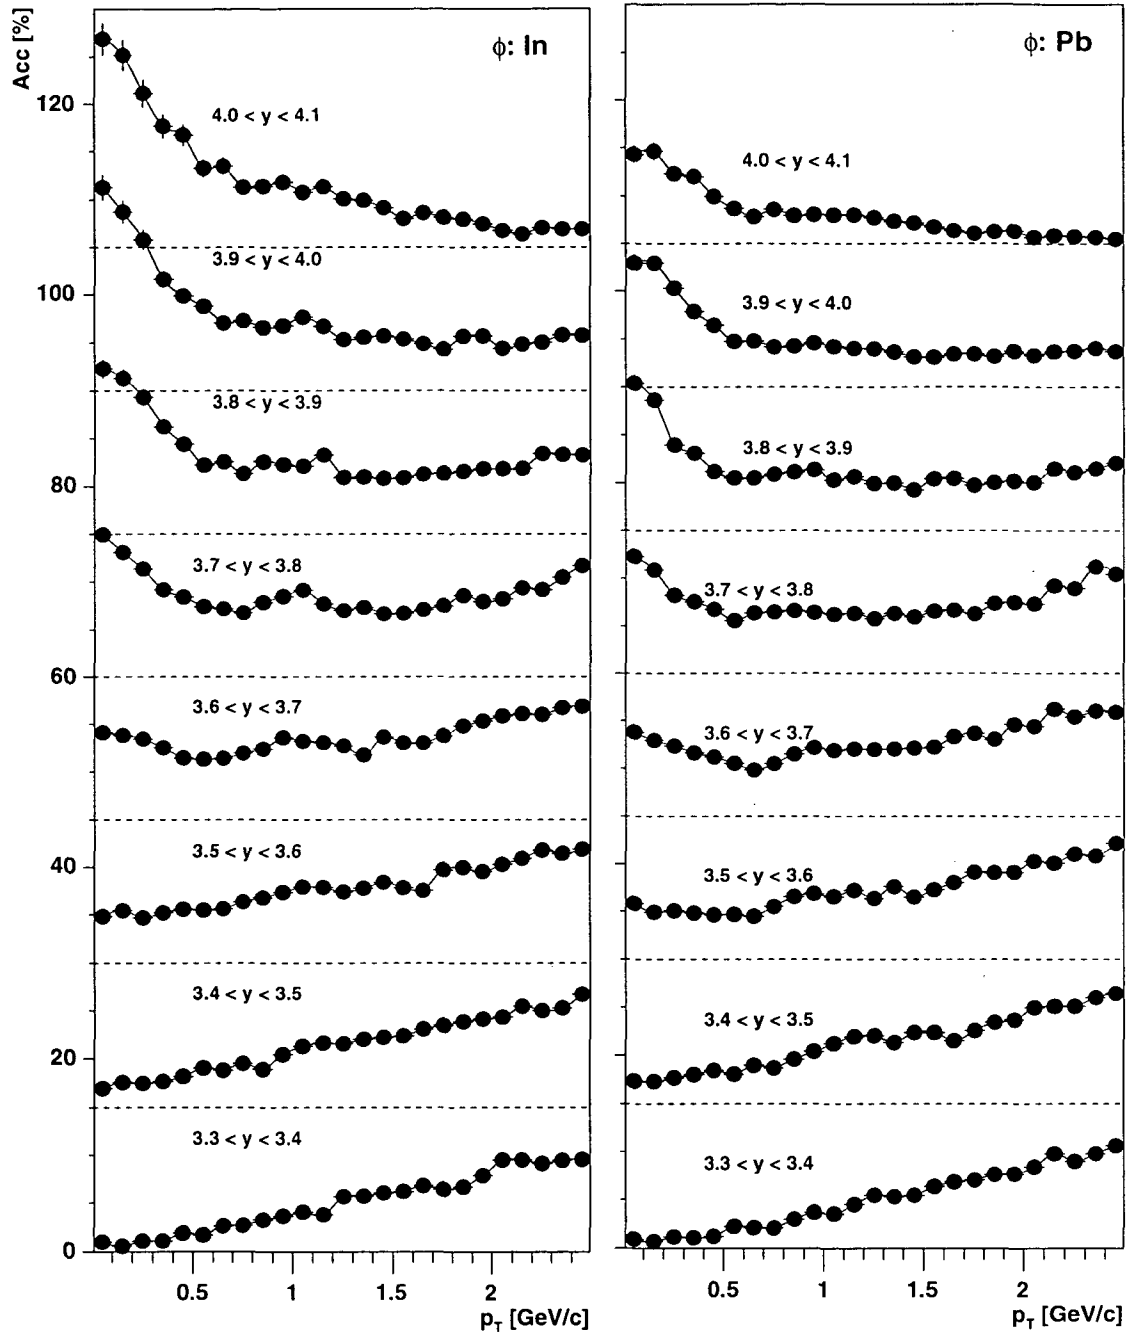 Acc [%]
ϕ: In
120
4.0 < y < 4.1
3.9 < y < 4.0
100
3.8 < y < 3.9
80
3.7 < y < 3.8
60
3.6 < y < 3.7
3.5 < y < 3.6
40
3.4 < y < 3.5
20
3.3 < y < 3.4
0
0.5
1
1.5
2
pT [GeV/c]
ϕ: Pb
4.0 < y < 4.1
3.9 < y < 4.0
3.8 < y < 3.9
3.7 < y < 3.8
3.6 < y < 3.7
3.5 < y < 3.6
3.4 < y < 3.5
3.3 < y < 3.4
0.5
1
1.5
2
pT [GeV/c]